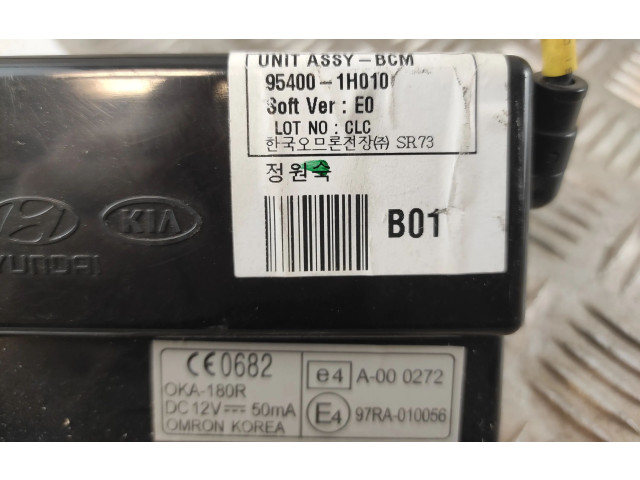 UNIT ASSY-BCM
95400-1H010
Soft Ver : E0
LOT NO : CLC
한국오므론전장㈜ SR73
정원숙
B01
KIA
HYUNDAI
CE0682
OKA-180R
DC 12V 50mA
OMRON KOREA
e4 A-00 0272
E4 97RA-010056